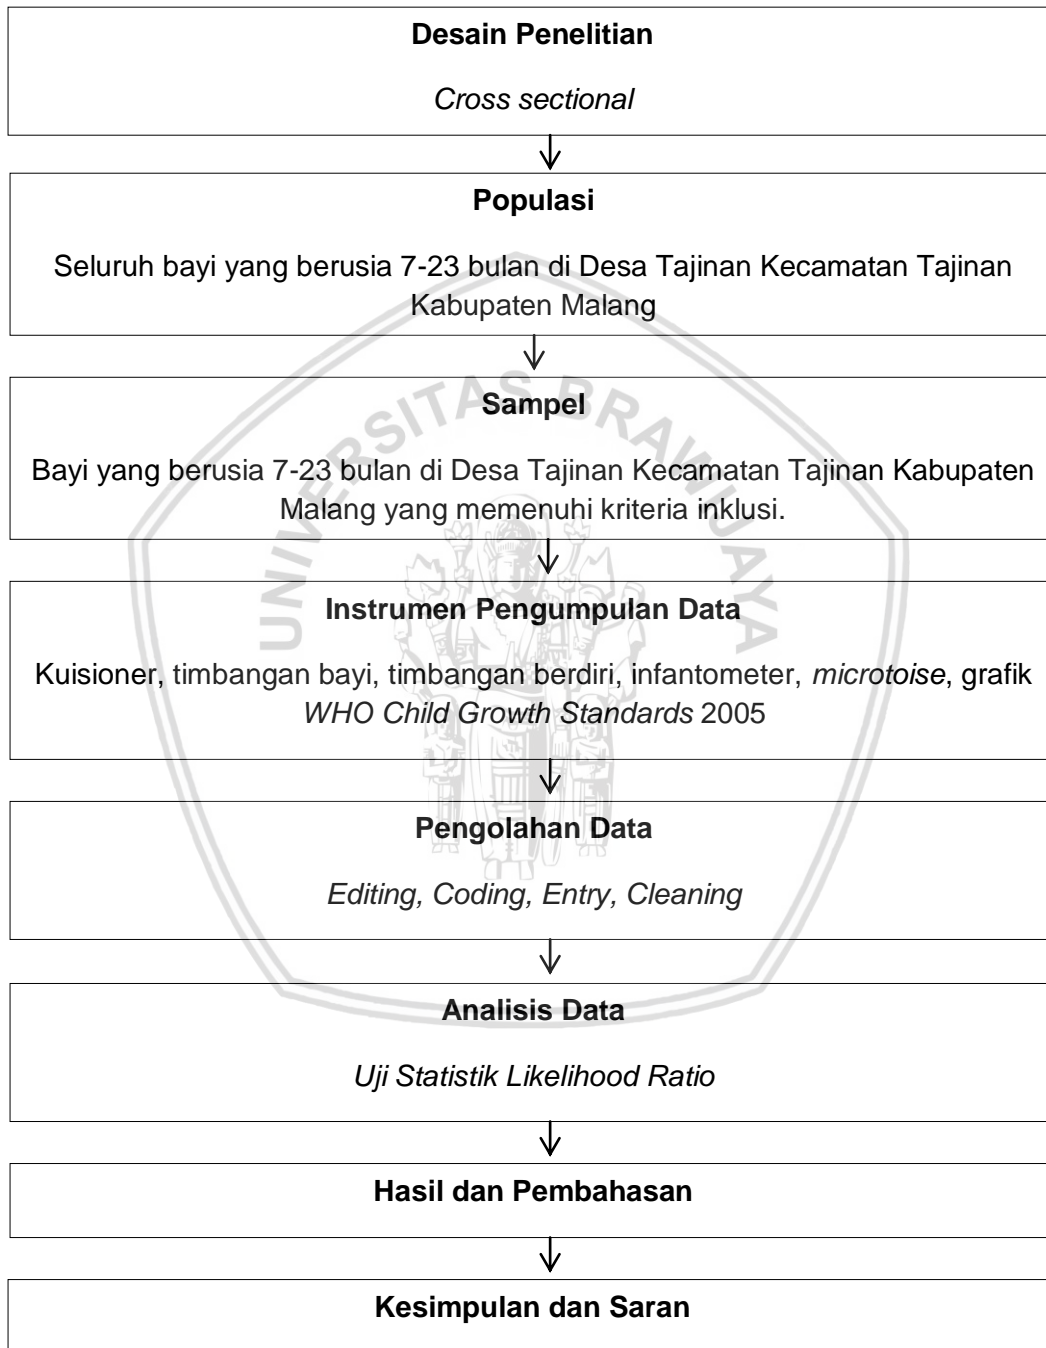 Desain Penelitian
Cross sectional
Populasi
Seluruh bayi yang berusia 7-23 bulan di Desa Tajinan Kecamatan Tajinan
Kabupaten Malang
Sampel
Bayi yang berusia 7-23 bulan di Desa Tajinan Kecamatan Tajinan Kabupaten
Malang yang memenuhi kriteria inklusi.
Instrumen Pengumpulan Data
Kuisioner, timbangan bayi, timbangan berdiri, infantometer, microtoise, grafik
WHO Child Growth Standards 2005
Pengolahan Data
Editing, Coding, Entry, Cleaning
Analisis Data
Uji Statistik Likelihood Ratio
Hasil dan Pembahasan
Kesimpulan dan Saran
UNIVERSITAS BRAWIJAYA